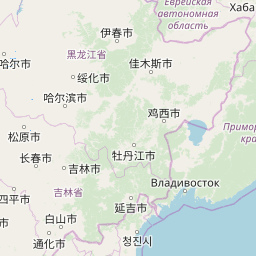 Еврейская
автономная
область
Хаба
伊春市
黑龙江省
哈尔市
佳木斯市
绥化市
哈尔滨市
鸡西市
松原市
Примор
кра
长春市
牡丹江市
吉林市
Владивосток
吉林省
四平市
延吉市
白山市
通化市
청진시